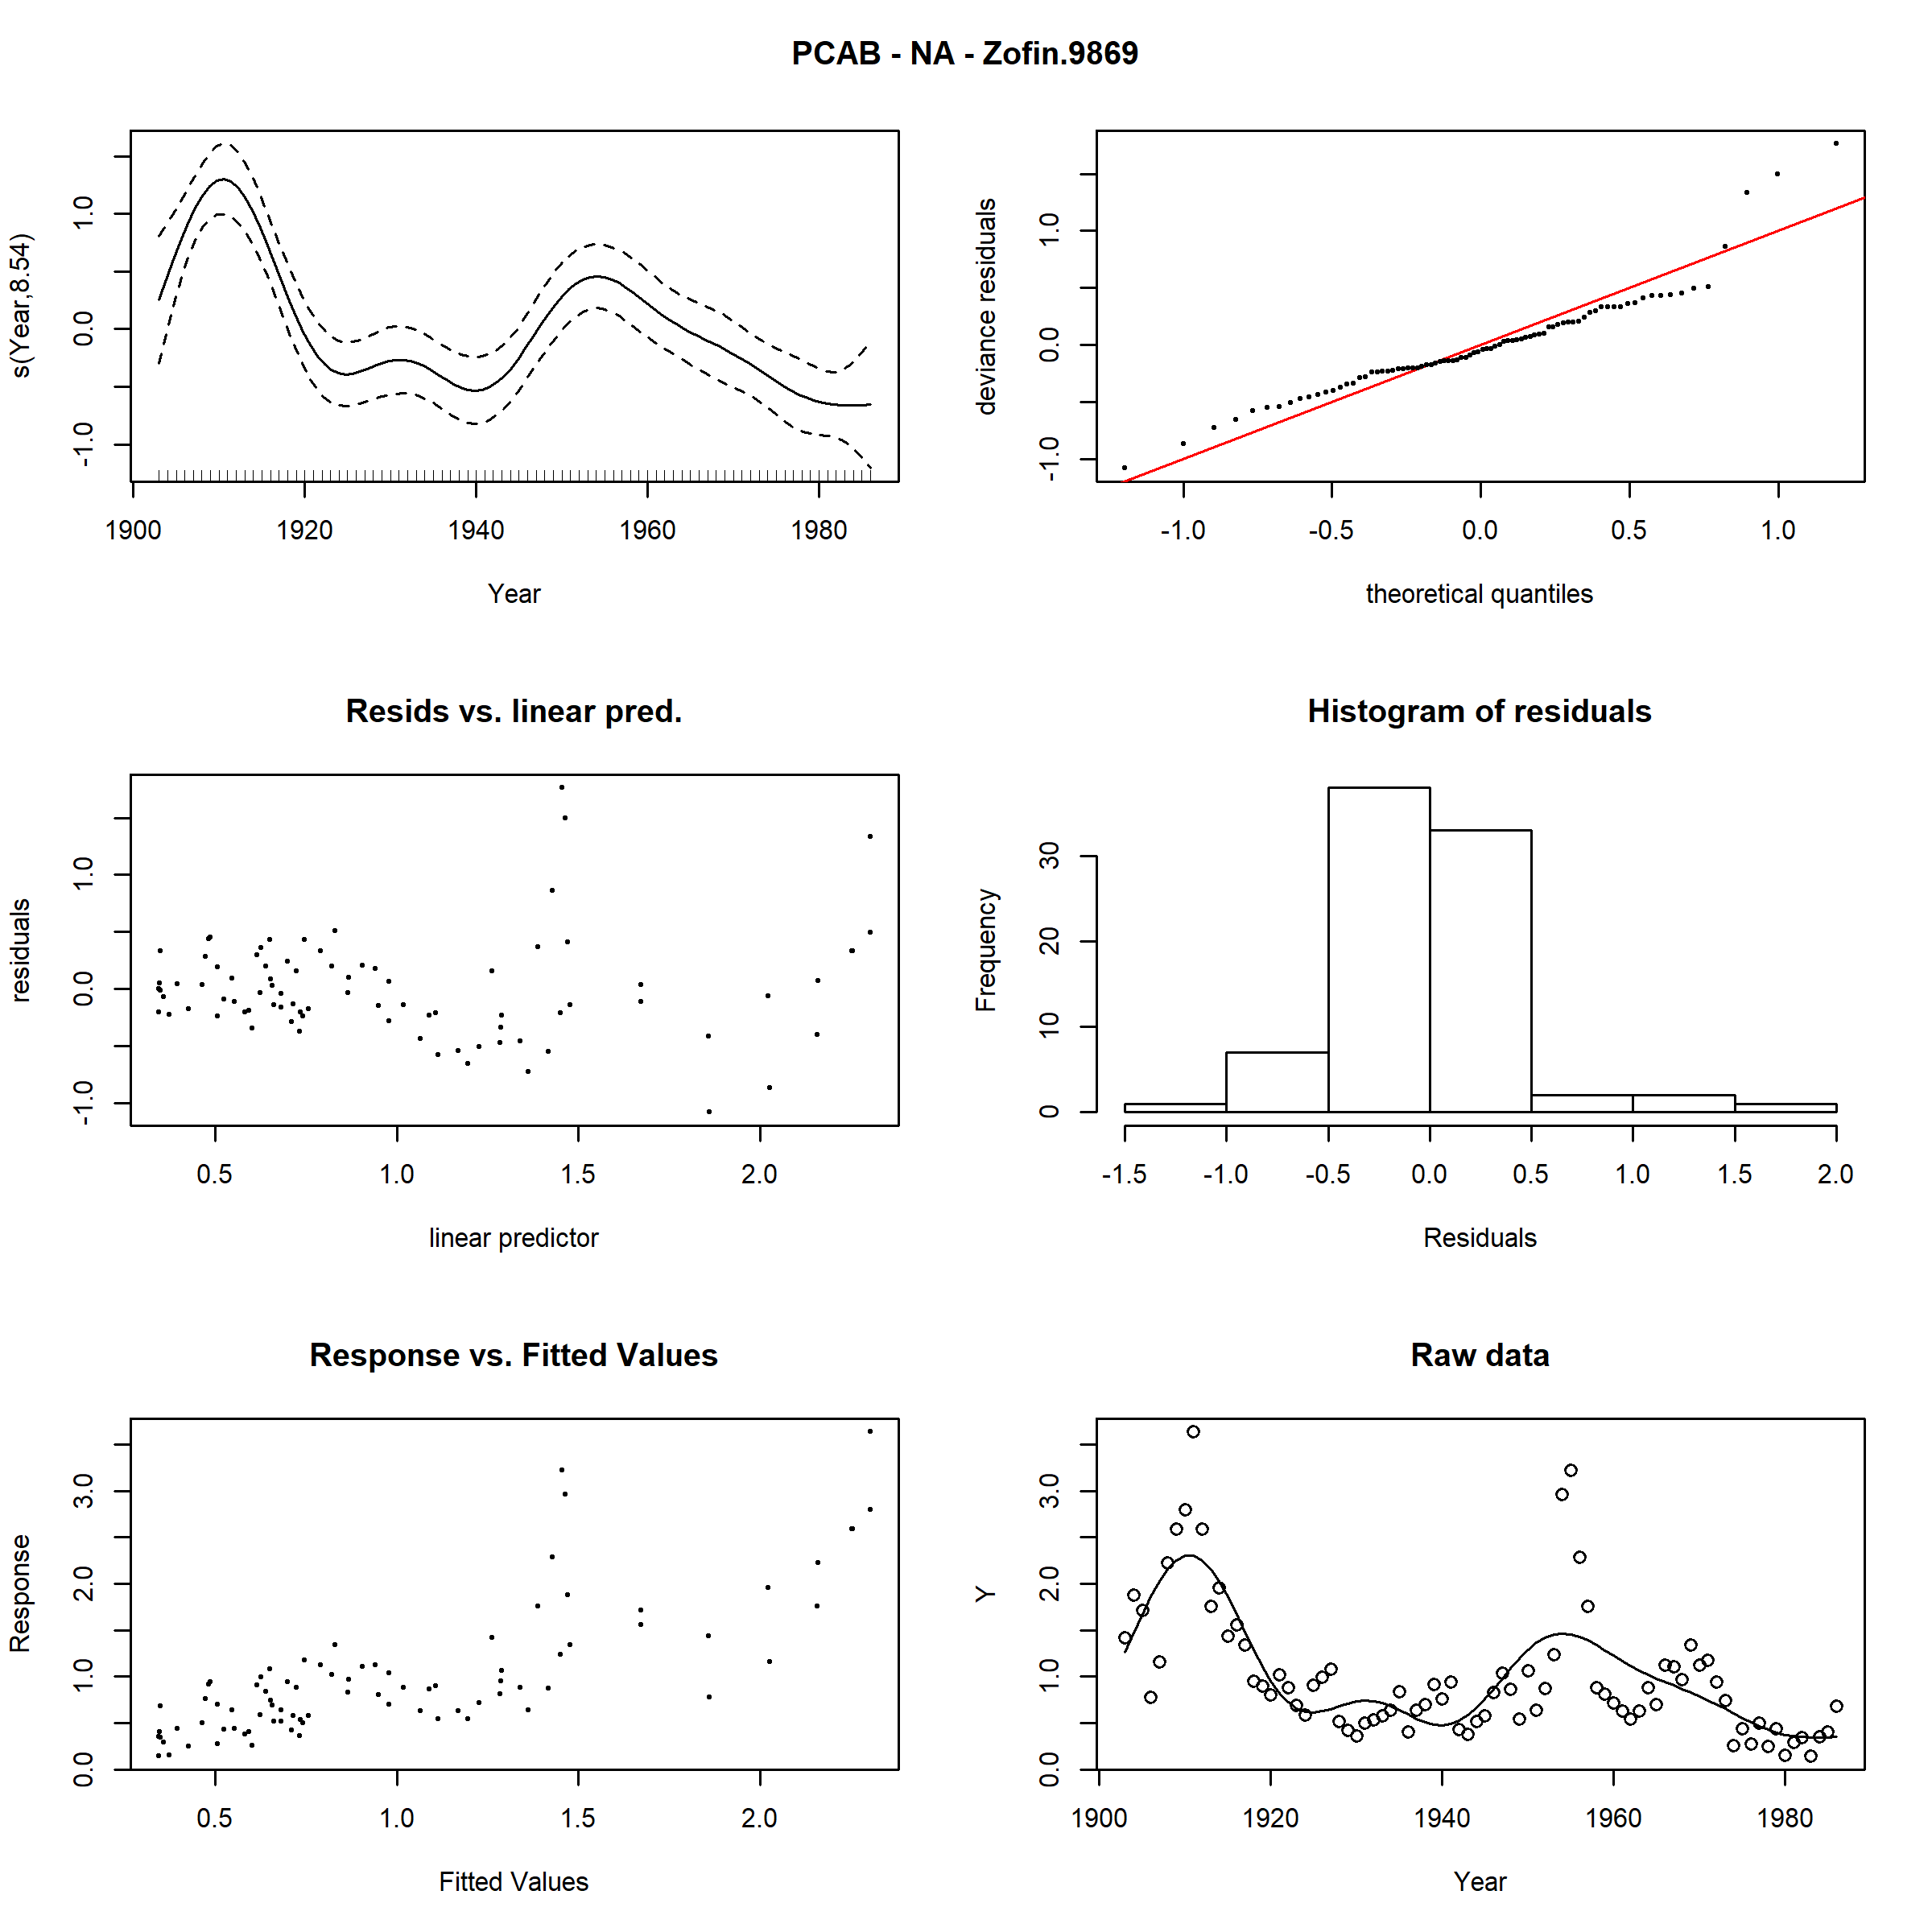 PCAB - NA - Zofin.9869
s(Year,8.54)
-1.0 0.0 1.0
1900 1920 1940 1960 1980
Year
deviance residuals
-1.0 0.0 1.0
-1.0 -0.5 0.0 0.5 1.0
theoretical quantiles
Resids vs. linear pred.
residuals
-1.0 0.0 1.0
0.5 1.0 1.5 2.0
linear predictor
Histogram of residuals
Frequency
0 10 20 30
-1.5 -1.0 -0.5 0.0 0.5 1.0 1.5 2.0
Residuals
Response vs. Fitted Values
Response
0.0 1.0 2.0 3.0
0.5 1.0 1.5 2.0
Fitted Values
Raw data
Y
0.0 1.0 2.0 3.0
1900 1920 1940 1960 1980
Year